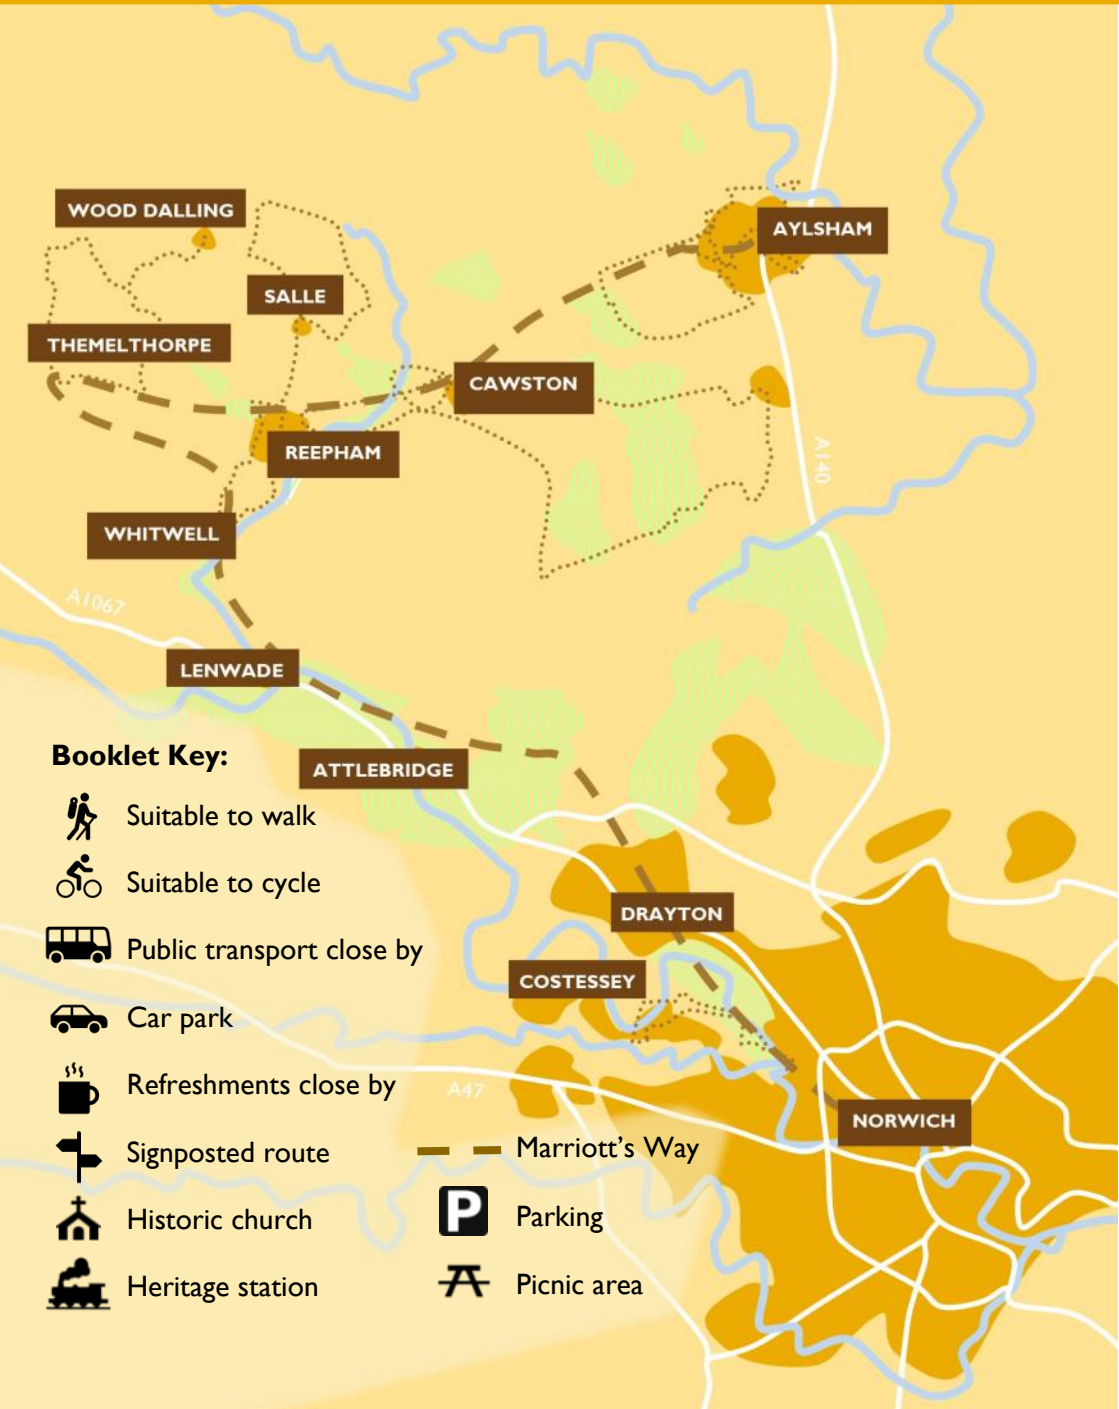 WOOD DALLING
AYLSHAM
SALLE
THEMELTHORPE
CAWSTON
REEPHAM
A140
WHITWELL
A1067
LENWADE
Booklet Key:
ATTLEBRIDGE
Suitable to walk
Suitable to cycle
DRAYTON
Public transport close by
COSTESSEY
Car park
Refreshments close by
A47
NORWICH
Signposted route
Marriott's Way
Historic church
P
Parking
Heritage station
Picnic area